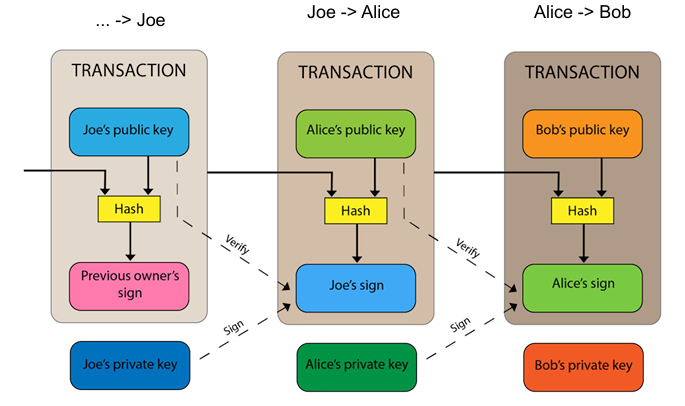 ... -> Joe
Joe -> Alice
Alice -> Bob
TRANSACTION
TRANSACTION
TRANSACTION
Joe's public key
Alice's public key
Bob's public key
Hash
Hash
Hash
Verify
Verify
Previous owner's
sign
Joe's sign
Alice's sign
Sign
Sign
Joe's private key
Alice's private key
Bob's private key